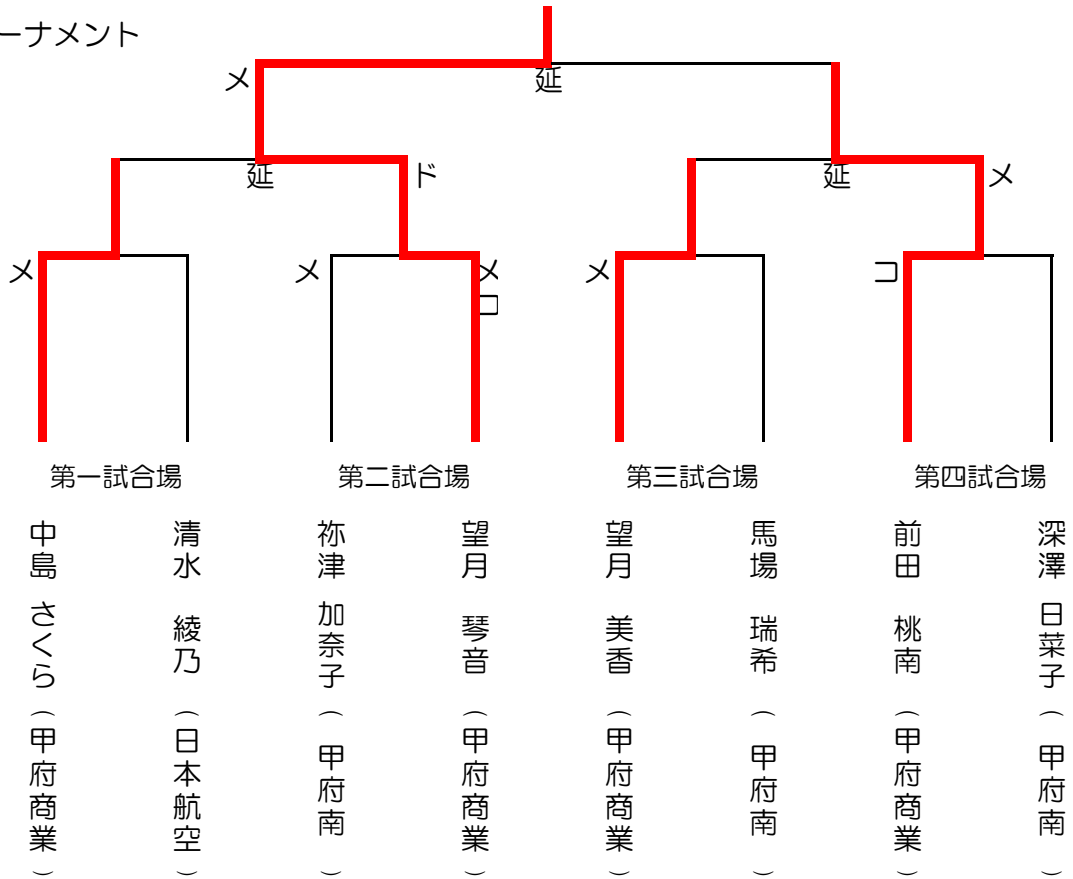 ーナメント
メ
延
延
ド
延
メ
メ
メ
メ
コ
メ
コ
第一試合場
第二試合場
第三試合場
第四試合場
中島 さくら（甲府商業）
清水 綾乃（日本航空）
祢津 加奈子（甲府南）
望月 琴音（甲府商業）
望月 美香（甲府商業）
馬場 瑞希（甲府南）
前田 桃南（甲府商業）
深澤 日菜子（甲府南）